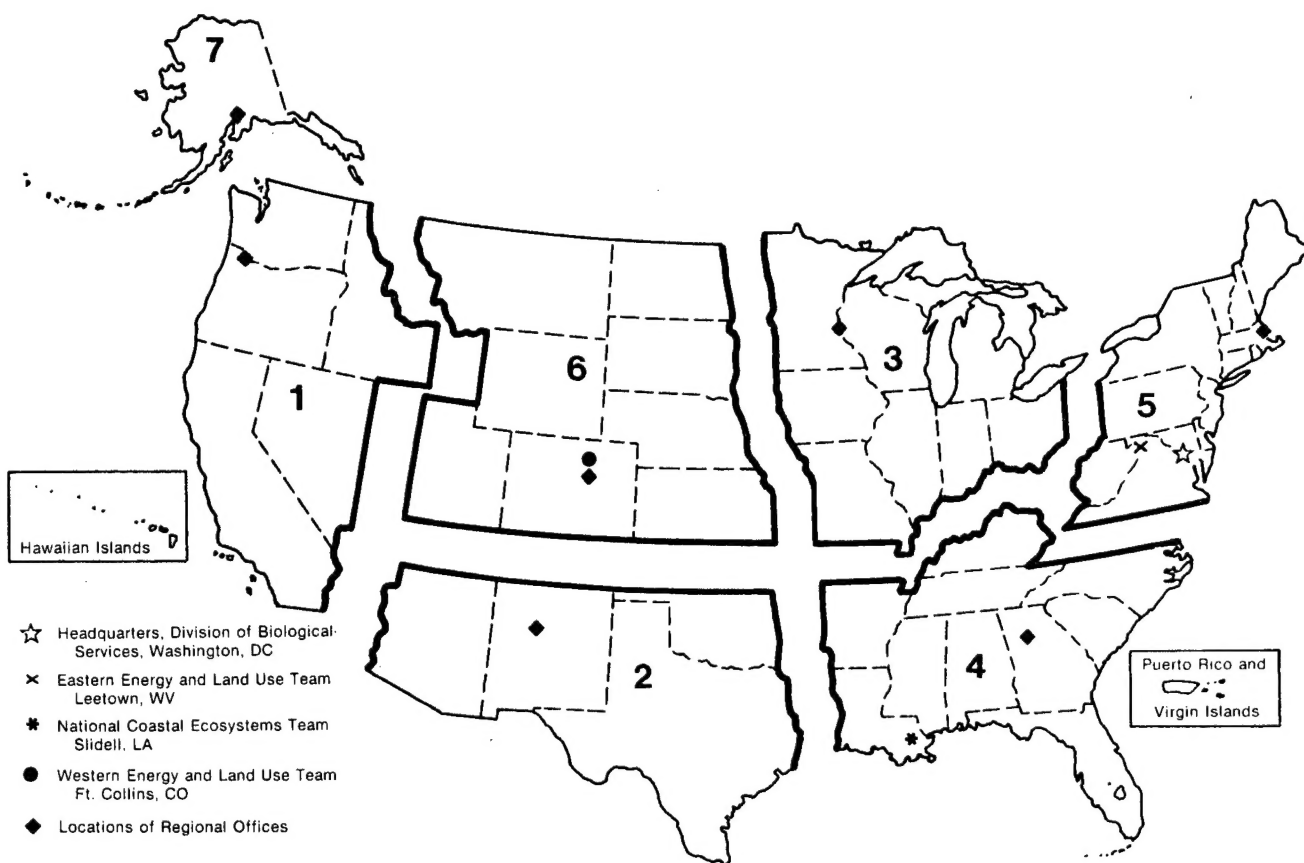 7
6
3
1
5
Hawaiian Islands
Headquarters, Division of Biological
Services, Washington, DC
Eastern Energy and Land Use Team
Leetown, WV
National Coastal Ecosystems Team
Slidell, LA
Western Energy and Land Use Team
Ft. Collins, CO
Locations of Regional Offices
2
4
Puerto Rico and
Virgin Islands